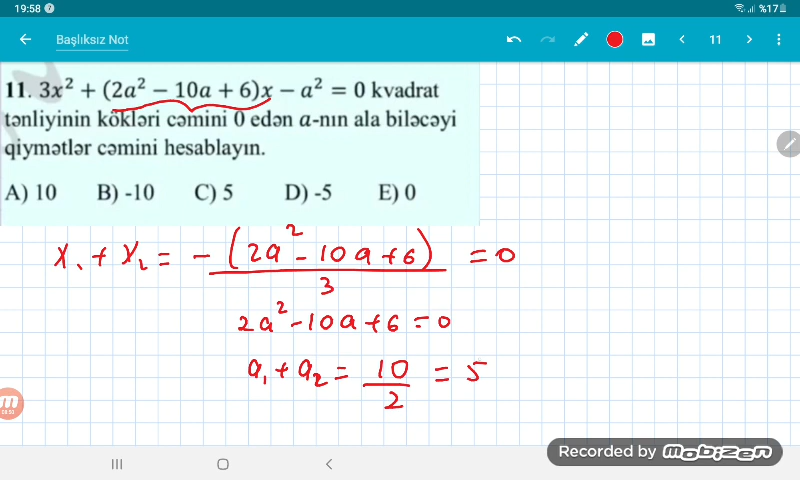 19:58
%17
Başlıksız Not
11
11. 3x² + (2a² − 10a + 6)x − a² = 0 kvadrat
tənliyinin kökləri cəmini 0 edən a-nın ala biləcəyi
qiymətlər cəmini hesablayın.
A) 10 B) -10 C) 5 D) -5 E) 0
x₁ + x₂ = −(2a² − 10a + 6)/3 = 0
2a² − 10a + 6 = 0
a₁ + a₂ = 10/2 = 5
Recorded by mobizen